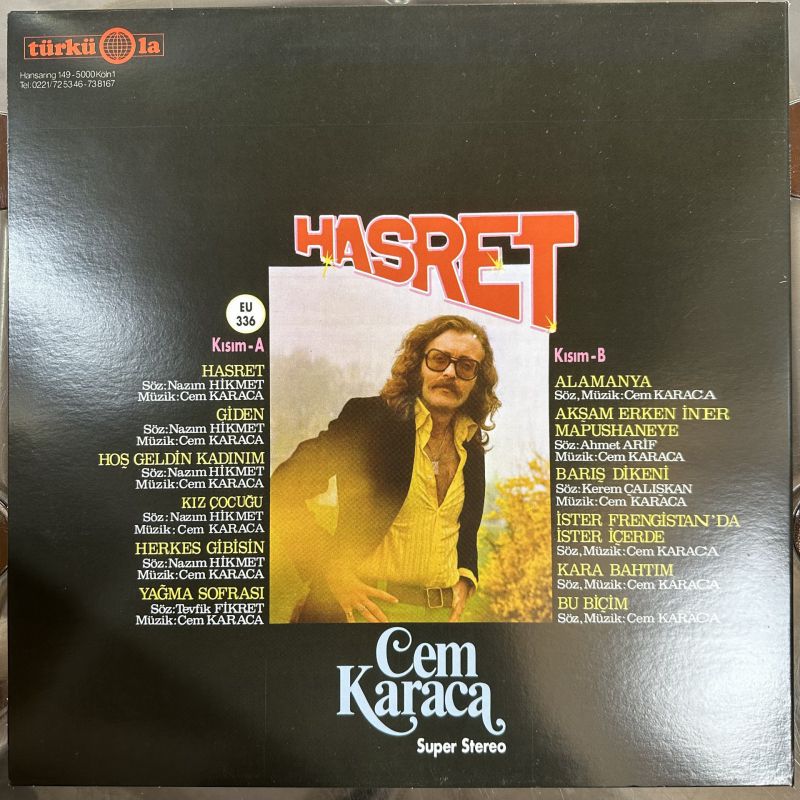 türküola
Hansaring 149 - 5000 Köln 1
Tel: 0221/72 53 46 - 73 81 67
HASRET
EU
336
Kısım - A
HASRET
Söz: Nazım HİKMET
Müzik: Cem KARACA
GİDEN
Söz: Nazım HİKMET
Müzik: Cem KARACA
HOŞ GELDİN KADINIM
Söz: Nazım HİKMET
Müzik: Cem KARACA
KIZ ÇOCUĞU
Söz: Nazım HİKMET
Müzik: Cem KARACA
HERKES GİBİSİN
Söz: Nazım HİKMET
Müzik: Cem KARACA
YAĞMA SOFRASI
Söz: Tevfik FİKRET
Müzik: Cem KARACA
Kısım - B
ALAMANYA
Söz, Müzik: Cem KARACA
AKŞAM ERKEN İNER
MAPUSHANEYE
Söz: Ahmet ARİF
Müzik: Cem KARACA
BARIŞ DİKENİ
Söz: Kerem ÇALISKAN
Müzik: Cem KARACA
İSTER FRENGİSTAN'DA
İSTER İÇERDE
Söz, Müzik: Cem KARACA
KARA BAHTIM
Söz, Müzik: Cem KARACA
BU BİÇİM
Söz, Müzik: Cem KARACA
Cem
Karaca
Super Stereo